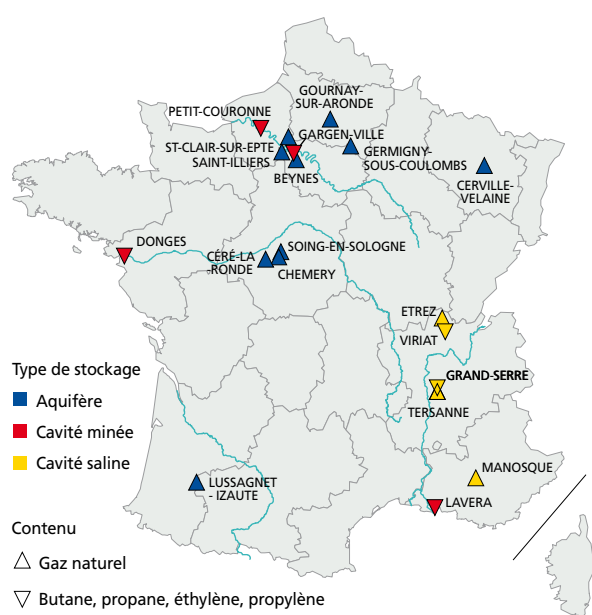 GOURNAY-
SUR-ARONDE
PETIT-COURONNE
GARGEN-VILLE
ST-CLAIR-SUR-EPTE
SAINT-ILLIERS
GERMIGNY-
SOUS-COULOMBS
BEYNES
CERVILLE-
VELAINE
DONGES
SOING-EN-SOLOGNE
CÉRÉ-LA
-RONDE
CHEMERY
ETREZ
VIRIAT
GRAND-SERRE
TERSANNE
MANOSQUE
LAVERA
LUSSAGNET
- IZAUTE
Type de stockage
Aquifère
Cavité minée
Cavité saline
Contenu
Gaz naturel
Butane, propane, éthylène, propylène